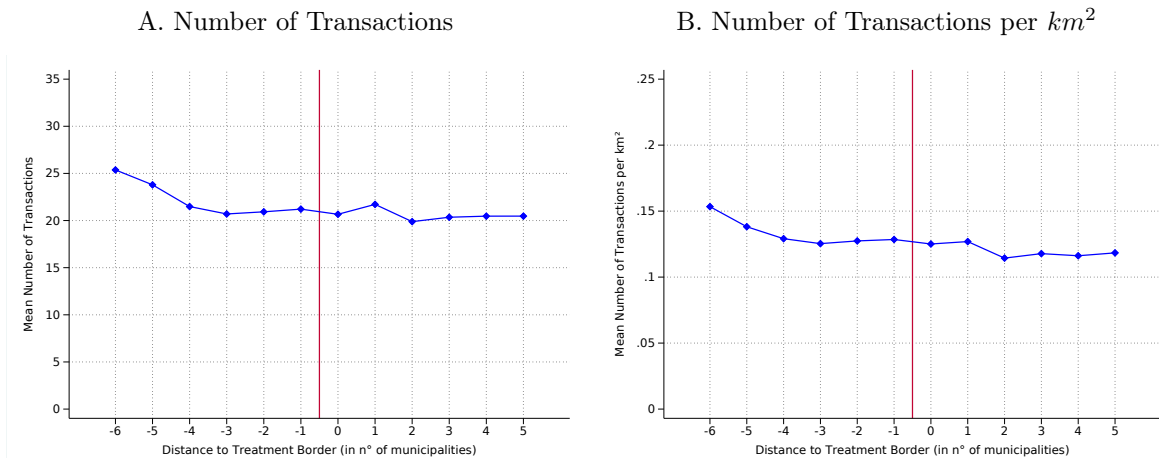 A. Number of Transactions
35
30
25
20
15
10
5
0
Mean Number of Transactions
-6 -5 -4 -3 -2 -1 0 1 2 3 4 5
Distance to Treatment Border (in n° of municipalities)
B. Number of Transactions per km²
.25
.2
.15
.1
.05
0
Mean Number of Transactions per km²
-6 -5 -4 -3 -2 -1 0 1 2 3 4 5
Distance to Treatment Border (in n° of municipalities)